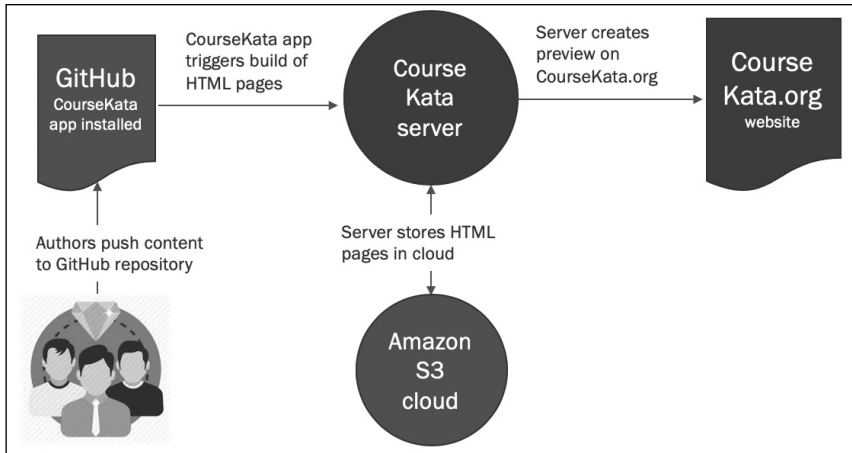 GitHub
CourseKata
app installed
CourseKata app
triggers build of
HTML pages
Course
Kata
server
Server creates
preview on
CourseKata.org
Course
Kata.org
website
Authors push content
to GitHub repository
Server stores HTML
pages in cloud
Amazon
S3
cloud